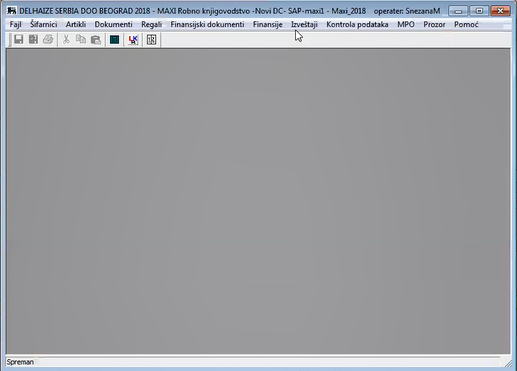 DELHAIZE SERBIA DOO BEOGRAD 2018 - MAXI Robno knjigovodstvo -Novi DC- SAP-maxi1 - Maxi_2018 operater: SnezanaM
Fajl Šifarnici Artikli Dokumenti Regali Finansijski dokumenti Finansije Izveštaji Kontrola podataka MPO Prozor Pomoć
Spreman